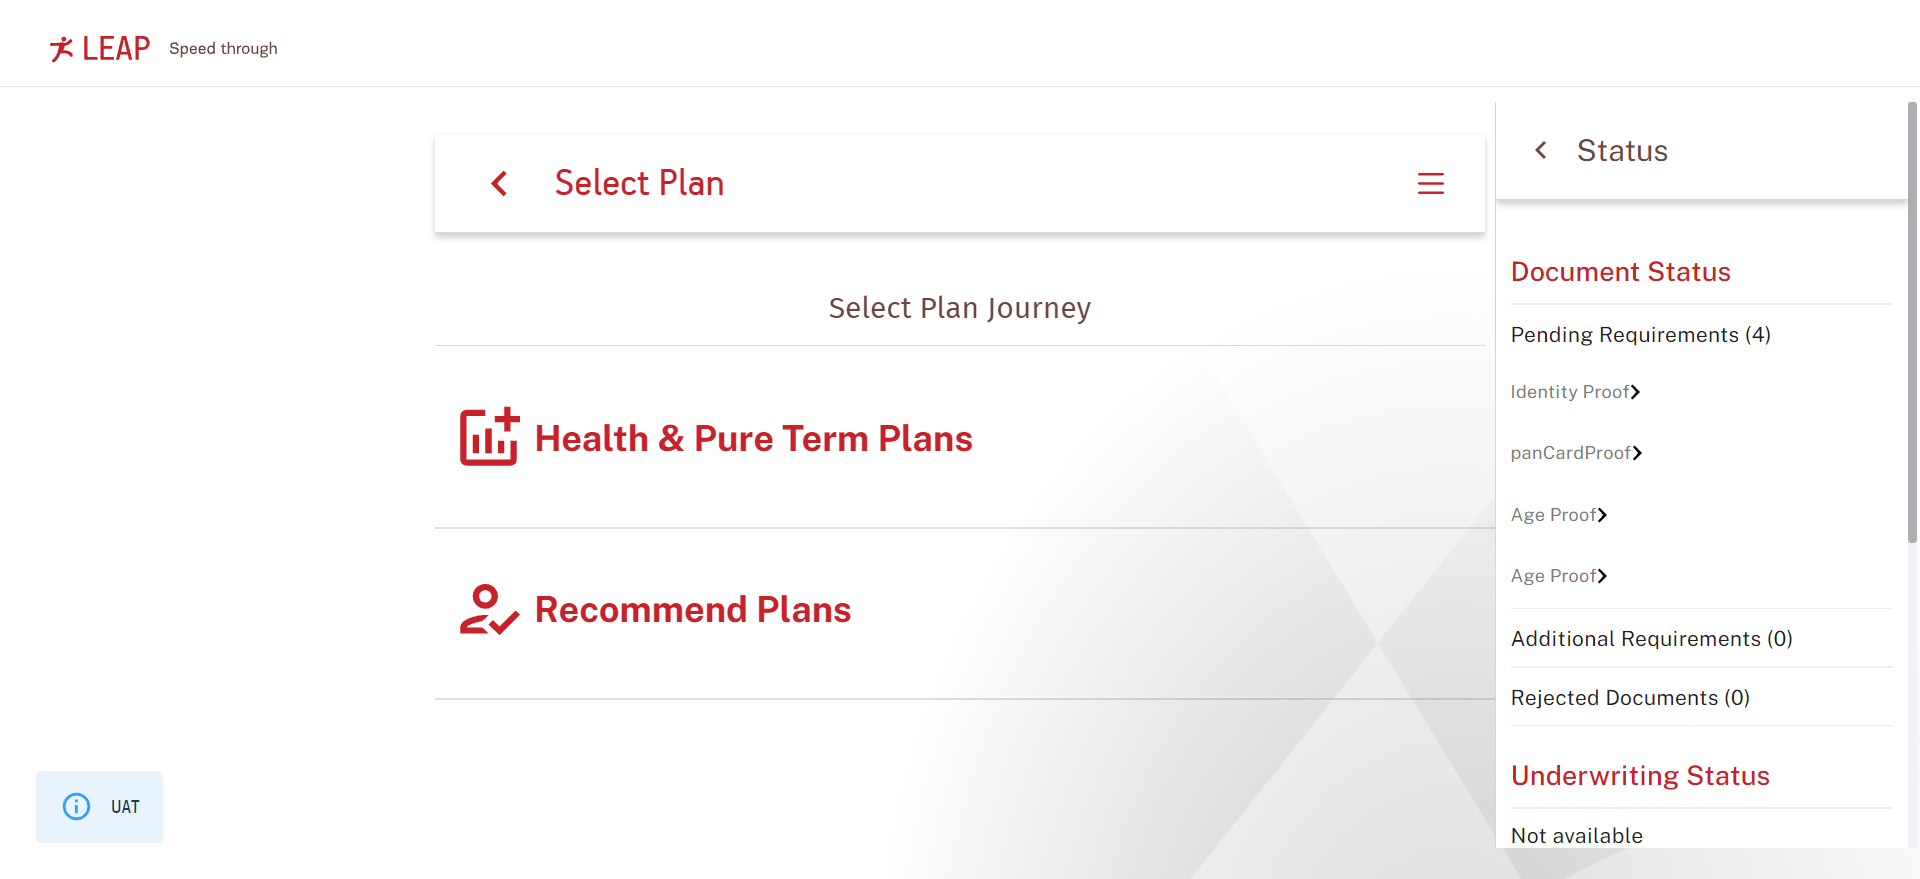 LEAP Speed through
Select Plan
Select Plan Journey
Health & Pure Term Plans
Recommend Plans
UAT
Status
Document Status
Pending Requirements (4)
Identity Proof
panCardProof
Age Proof
Age Proof
Additional Requirements (0)
Rejected Documents (0)
Underwriting Status
Not available